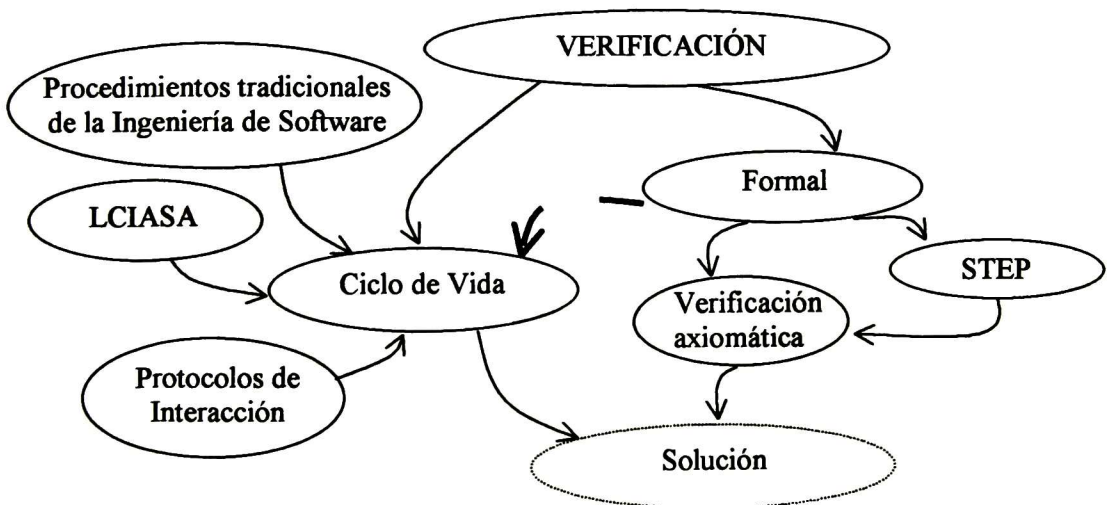 VERIFICACIÓN
Procedimientos tradicionales
de la Ingeniería de Software
Formal
LCIASA
STEP
Ciclo de Vida
Verificación
axiomática
Protocolos de
Interacción
Solución